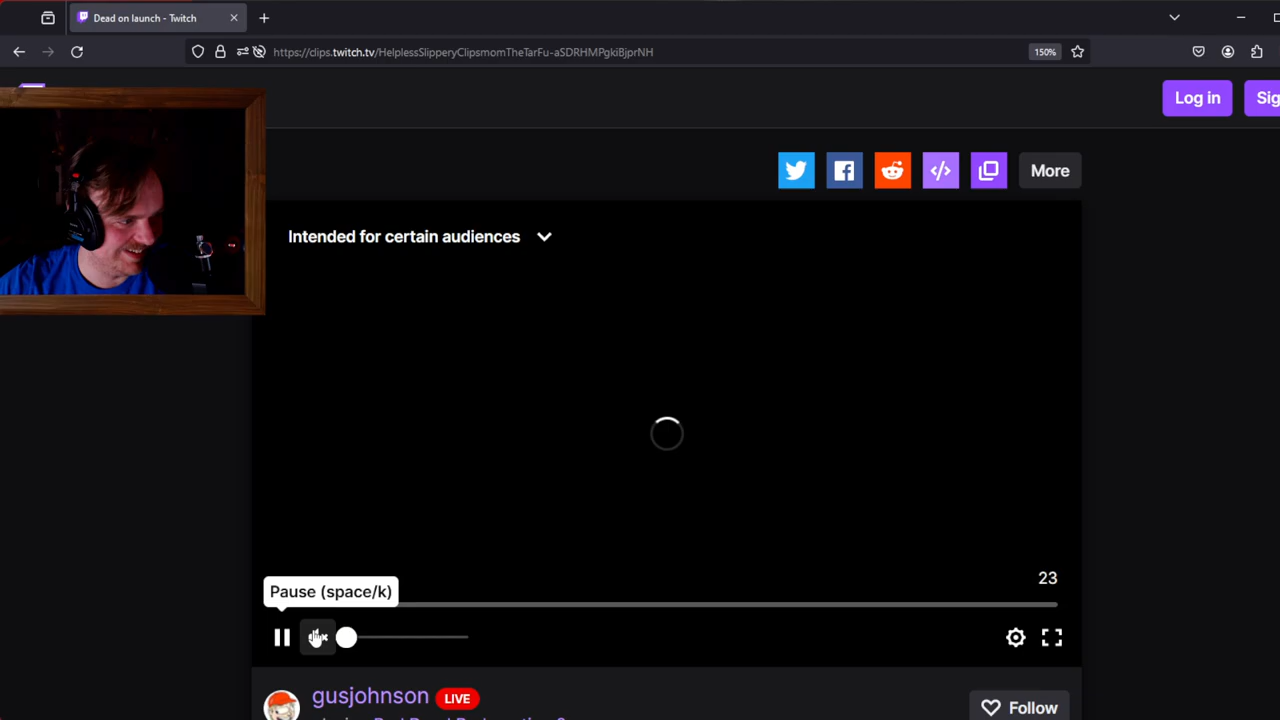 Dead on launch - Twitch
https://clips.twitch.tv/HelplessSlipperyClipsmomTheTarFu-aSDRHMPgkiBjprNH
150%
Log in
Sig
More
Intended for certain audiences
23
Pause (space/k)
gusjohnson LIVE
Follow